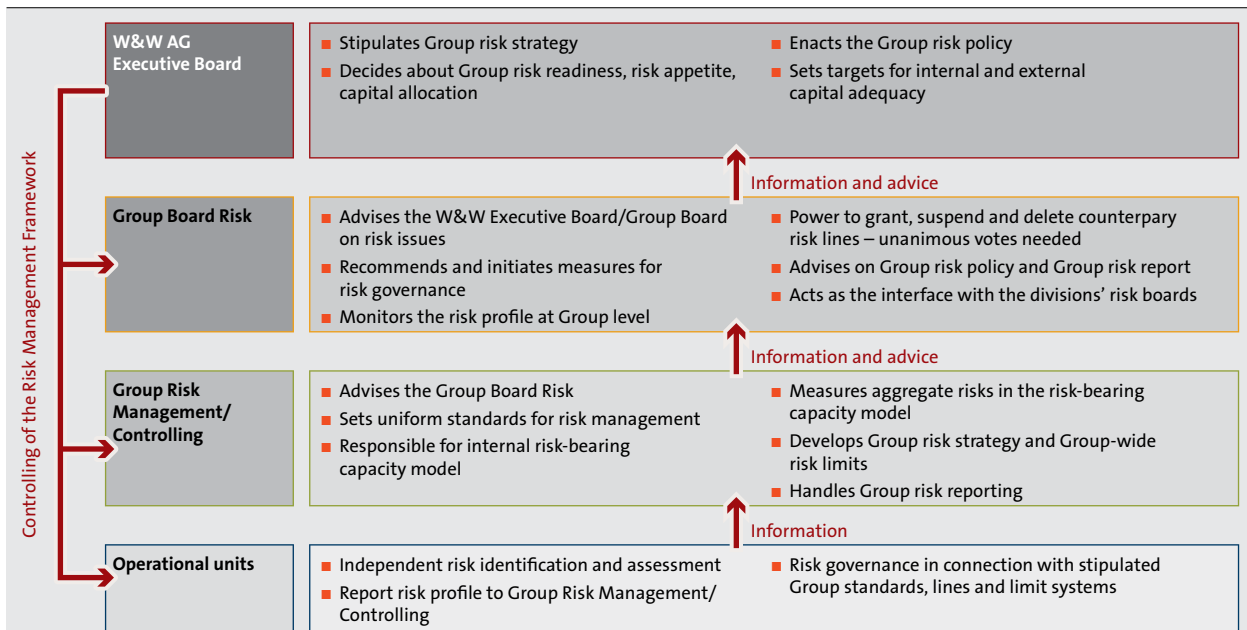 Controlling of the Risk Management Framework
W&W AG
Executive Board
■ Stipulates Group risk strategy
■ Decides about Group risk readiness, risk appetite,
capital allocation
■ Enacts the Group risk policy
■ Sets targets for internal and external
capital adequacy
Information and advice
Group Board Risk
■ Advises the W&W Executive Board/Group Board
on risk issues
■ Recommends and initiates measures for
risk governance
■ Monitors the risk profile at Group level
■ Power to grant, suspend and delete counterpary
risk lines – unanimous votes needed
■ Advises on Group risk policy and Group risk report
■ Acts as the interface with the divisions’ risk boards
Information and advice
Group Risk
Management/
Controlling
■ Advises the Group Board Risk
■ Sets uniform standards for risk management
■ Responsible for internal risk-bearing
capacity model
■ Measures aggregate risks in the risk-bearing
capacity model
■ Develops Group risk strategy and Group-wide
risk limits
■ Handles Group risk reporting
Information
Operational units
■ Independent risk identification and assessment
■ Report risk profile to Group Risk Management/
Controlling
■ Risk governance in connection with stipulated
Group standards, lines and limit systems